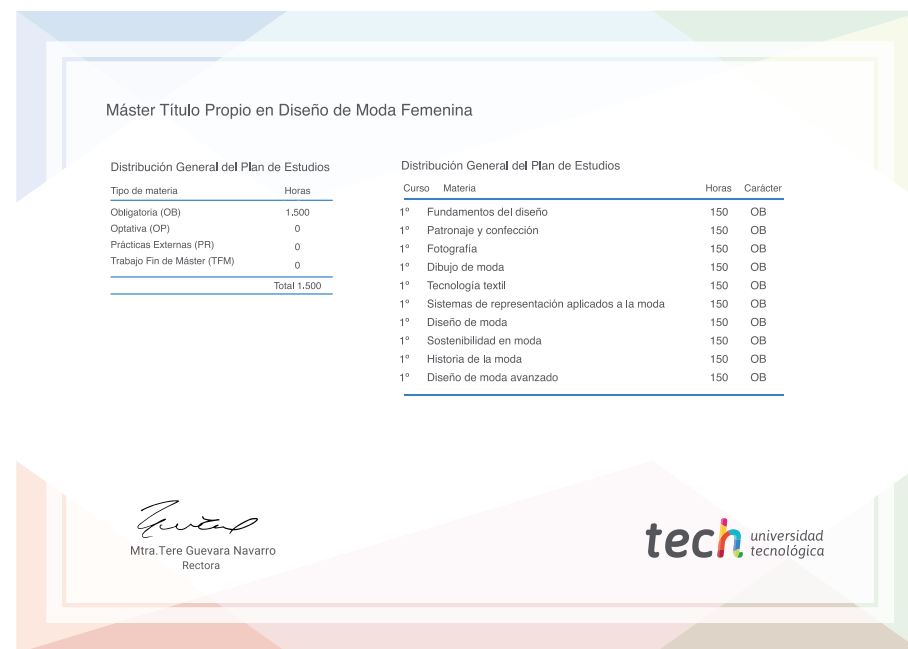 Máster Título Propio en Diseño de Moda Femenina
Distribución General del Plan de Estudios
Tipo de materia Horas
Obligatoria (OB) 1.500
Optativa (OP) 0
Prácticas Externas (PR) 0
Trabajo Fin de Máster (TFM) 0
Total 1.500
Distribución General del Plan de Estudios
Curso Materia Horas Carácter
1º Fundamentos del diseño 150 OB
1º Patronaje y confección 150 OB
1º Fotografía 150 OB
1º Dibujo de moda 150 OB
1º Tecnología textil 150 OB
1º Sistemas de representación aplicados a la moda 150 OB
1º Diseño de moda 150 OB
1º Sostenibilidad en moda 150 OB
1º Historia de la moda 150 OB
1º Diseño de moda avanzado 150 OB
Mtra.Tere Guevara Navarro
Rectora
tech universidad
tecnológica